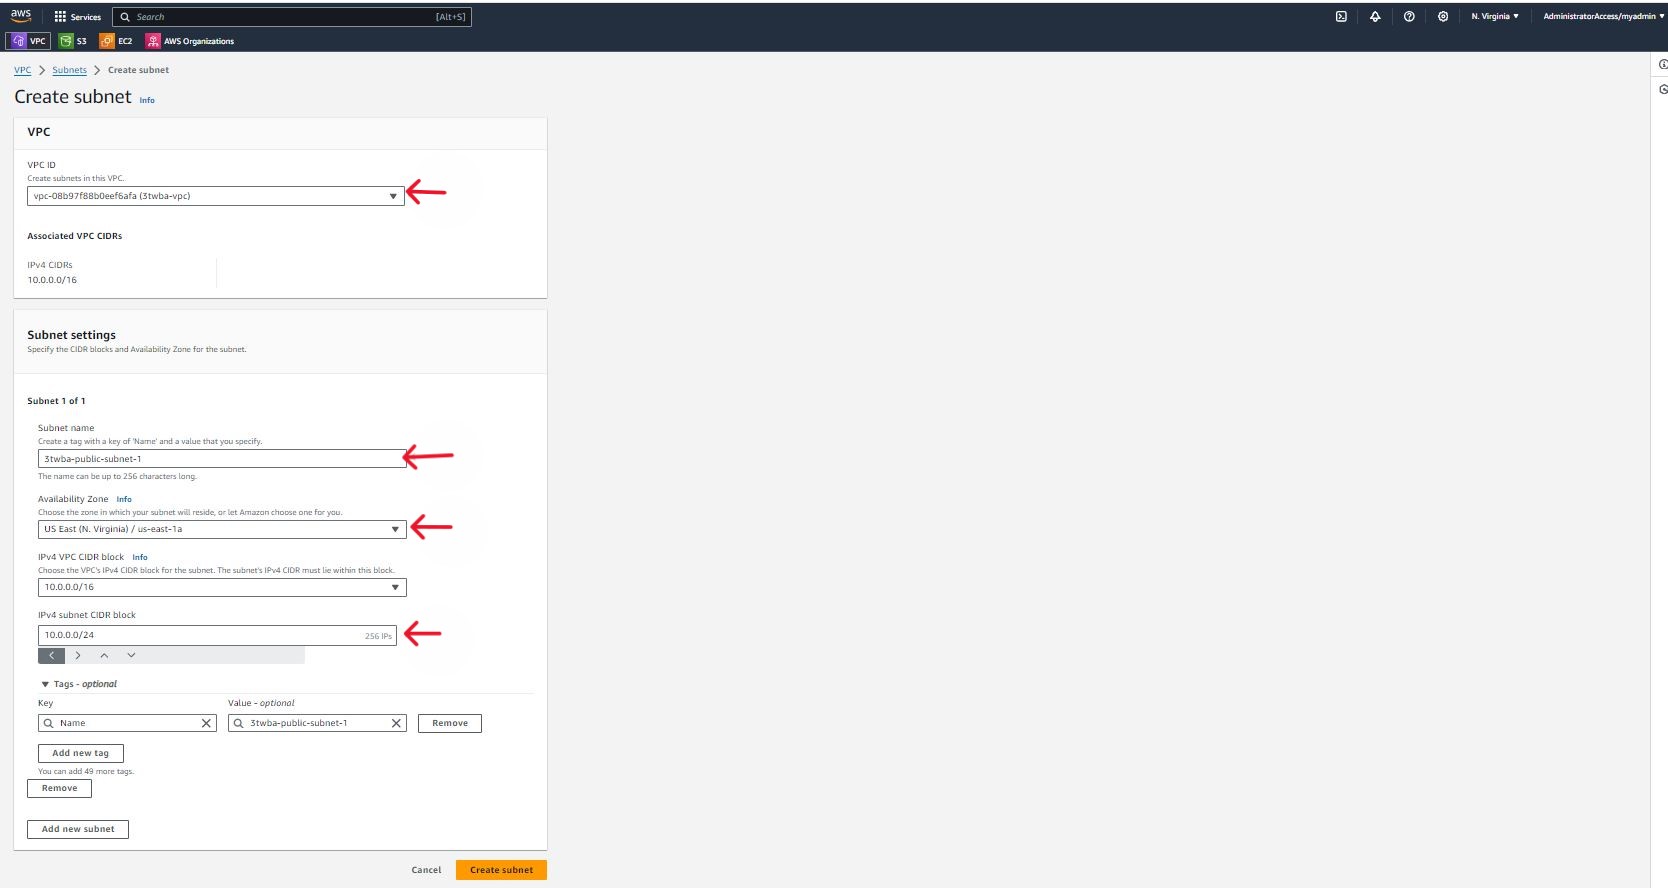 aws Services Search [Alt+S] N. Virginia AdministratorAccess/myadmin
VPC S3 EC2 AWS Organizations
VPC Subnets Create subnet
Create subnet Info
VPC
VPC ID
Create subnets in this VPC.
vpc-08b97f88b0eef6afa (3twba-vpc)
Associated VPC CIDRs
IPv4 CIDRs
10.0.0.0/16
Subnet settings
Specify the CIDR blocks and Availability Zone for the subnet.
Subnet 1 of 1
Subnet name
Create a tag with a key of 'Name' and a value that you specify.
3twba-public-subnet-1
The name can be up to 256 characters long.
Availability Zone Info
Choose the zone in which your subnet will reside, or let Amazon choose one for you.
US East (N. Virginia) / us-east-1a
IPv4 VPC CIDR block Info
Choose the VPC's IPv4 CIDR block for the subnet. The subnet's IPv4 CIDR must lie within this block.
10.0.0.0/16
IPv4 subnet CIDR block
10.0.0.0/24 256 IPs
Tags - optional
Key Value - optional
Name 3twba-public-subnet-1 Remove
Add new tag
You can add 49 more tags.
Remove
Add new subnet
Cancel Create subnet